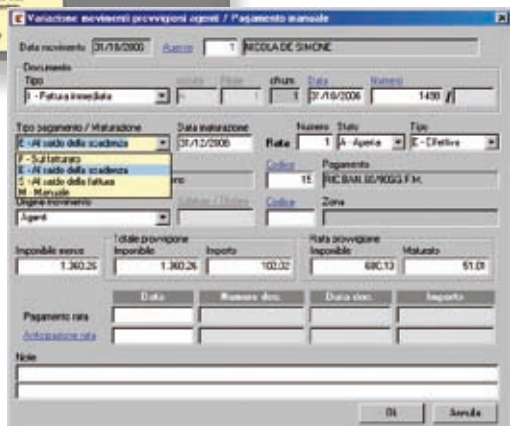 Variazione movimenti provvigioni agenti / Pagamento manuale
Data movimento 31/10/2006 Agente 1 NICOLA DE SIMONE
Documento
Tipo Data Numero
I - Fattura immediata 1 31/10/2006 1498 /
Tipo pagamento / Maturazione Data maturazione Numero Stato Tipo
E - Al saldo della scadenza 31/12/2006 Rata 1 A - Aperta E - Effettiva
F - Sul fatturato Codice Pagamento
E - Al saldo della scadenza
S - Al saldo della fattura 15 RIC.BAN. 60/90GG F.M.
M - Manuale
Origine movimento Codice Zona
Agenti
Totale provvigione Rata provvigione
Imponibile merce Imponibile Importo Imponibile Maturato
1.360,26 1.360,26 102,02 680,13 51,01
Data Numero doc. Data doc. Importo
Pagamento rata
Anticipazione rata
Note
Ok Annulla